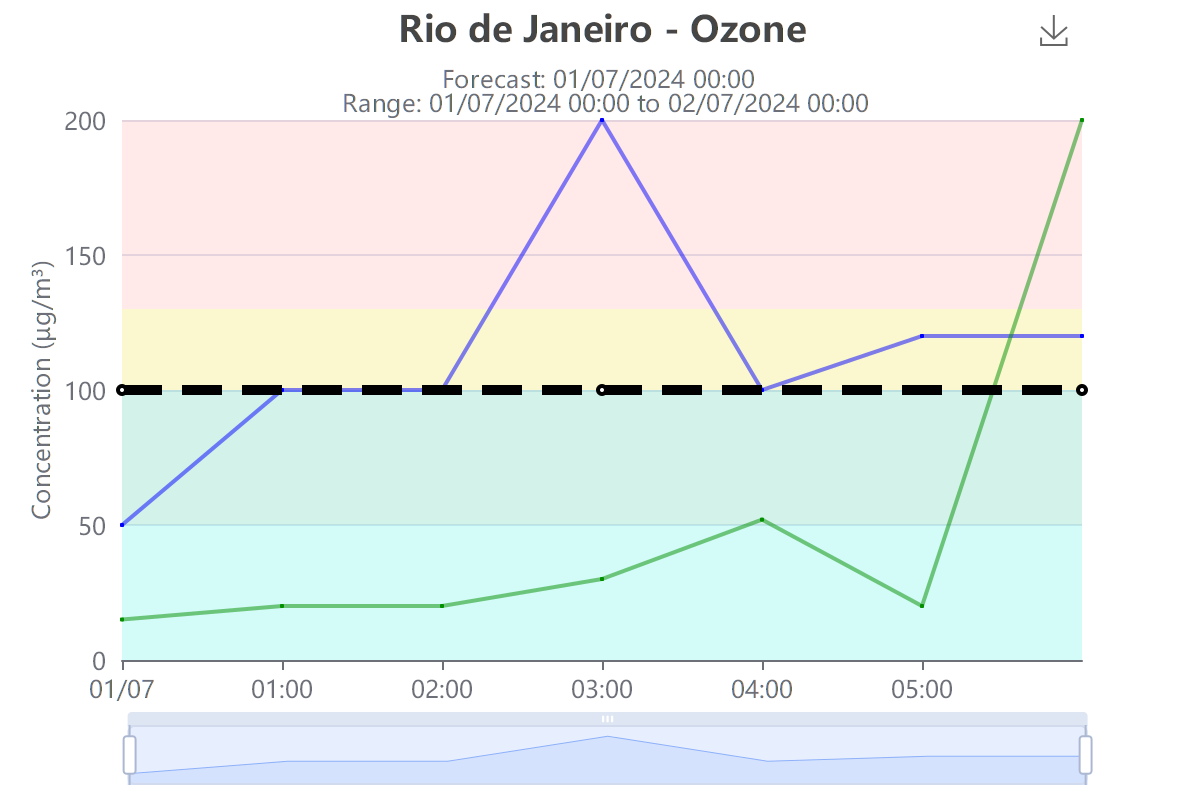 Rio de Janeiro - Ozone
Forecast: 01/07/2024 00:00
Range: 01/07/2024 00:00 to 02/07/2024 00:00
Concentration (µg/m³)
200
150
100
50
0
01/07 01:00 02:00 03:00 04:00 05:00